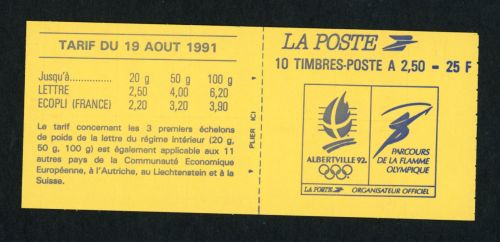 TARIF DU 19 AOUT 1991
Jusqu'à.............. 20 g 50 g 100 g
LETTRE 2,50 4,00 6,20
ECOPLI (FRANCE) 2,20 3,20 3,90
Le tarif concernant les 3 premiers échelons
de poids de la lettre du régime intérieur (20 g,
50 g, 100 g) est également applicable aux 11
autres pays de la Communauté Economique
Européenne, à l'Autriche, au Liechtenstein et à
la Suisse.
PLIER ICI
LA POSTE
10 TIMBRES-POSTE A 2,50 = 25 F
ALBERTVILLE 92
PARCOURS
DE LA FLAMME
OLYMPIQUE
LA POSTE ORGANISATEUR OFFICIEL